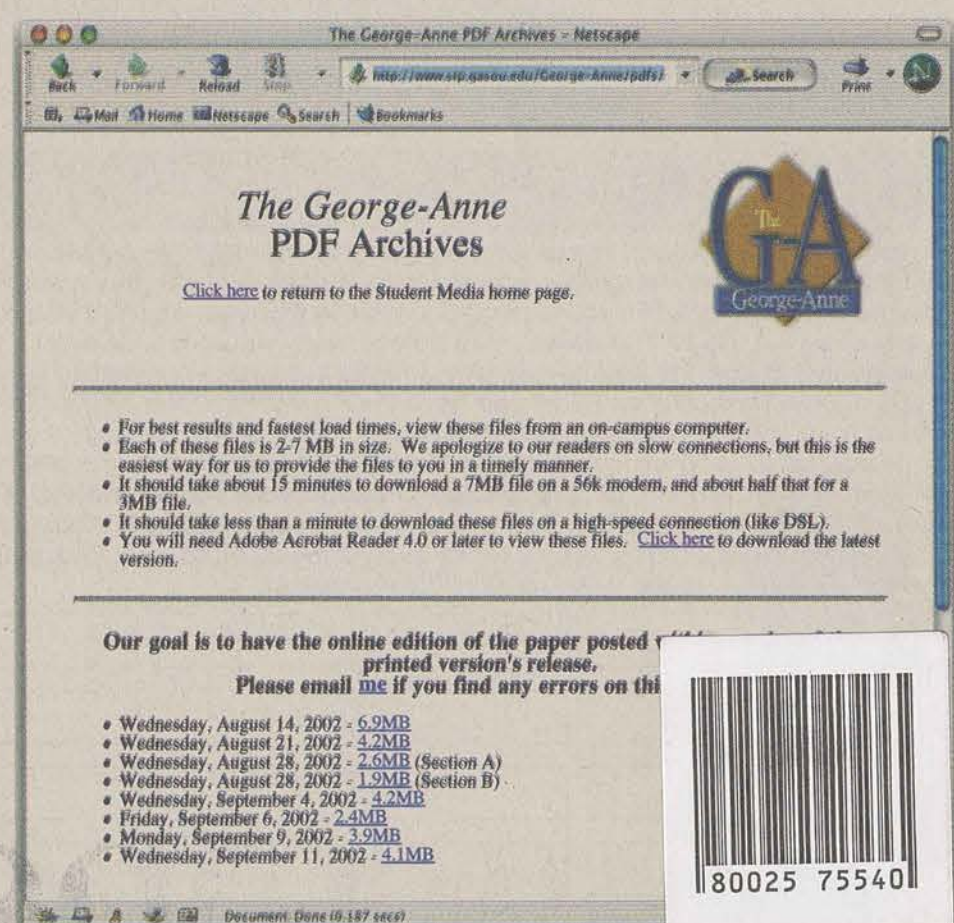 The George-Anne PDF Archives - Netscape
Back Forward Reload Stop http://www.stp.gasou.edu/George-Anne/pdfs/ Search Print N
Mail Home Netscape Search Bookmarks
The George-Anne
PDF Archives
Click here to return to the Student Media home page.
The
G-A
George-Anne
• For best results and fastest load times, view these files from an on-campus computer.
• Each of these files is 2-7 MB in size. We apologize to our readers on slow connections, but this is the
easiest way for us to provide the files to you in a timely manner.
• It should take about 15 minutes to download a 7MB file on a 56k modem, and about half that for a
3MB file.
• It should take less than a minute to download these files on a high-speed connection (like DSL).
• You will need Adobe Acrobat Reader 4.0 or later to view these files. Click here to download the latest
version.
Our goal is to have the online edition of the paper posted
printed version's release.
Please email me if you find any errors on
• Wednesday, August 14, 2002 - 6.9MB
• Wednesday, August 21, 2002 - 4.2MB
• Wednesday, August 28, 2002 - 2.6MB (Section A)
• Wednesday, August 28, 2002 - 1.9MB (Section B)
• Wednesday, September 4, 2002 - 4.2MB
• Friday, September 6, 2002 - 2.4MB
• Monday, September 9, 2002 - 3.9MB
• Wednesday, September 11, 2002 - 4.1MB
80025 75540
Document: Done (0.187 secs)